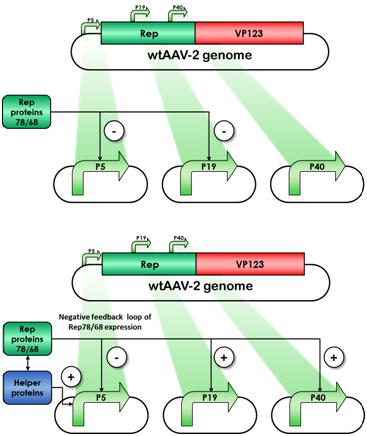 P5
P19
P40
Rep
VP123
wtAAV-2 genome
Rep
proteins
78/68
-
-
P5
P19
P40
P5
P19
P40
Rep
VP123
wtAAV-2 genome
Negative feedback loop of
Rep78/68 expression
Rep
proteins
78/68
Helper
proteins
+
-
+
+
P5
P19
P40